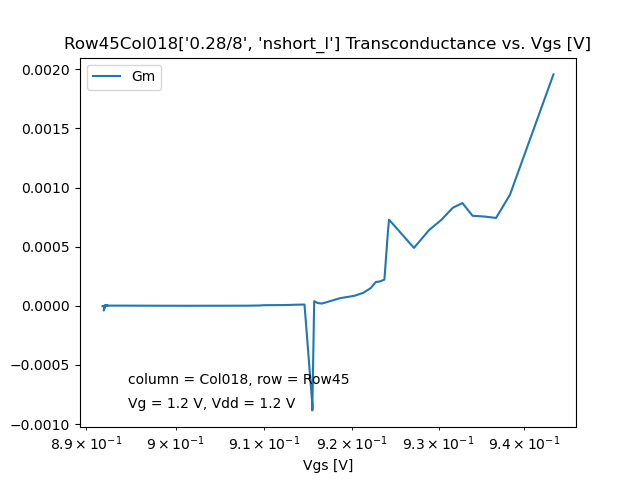 Row45Col018['0.28/8', 'nshort_l'] Transconductance vs. Vgs [V]
Gm
0.0020
0.0015
0.0010
0.0005
0.0000
−0.0005
−0.0010
column = Col018, row = Row45
Vg = 1.2 V, Vdd = 1.2 V
8.9 × 10⁻¹ 9 × 10⁻¹ 9.1 × 10⁻¹ 9.2 × 10⁻¹ 9.3 × 10⁻¹ 9.4 × 10⁻¹
Vgs [V]